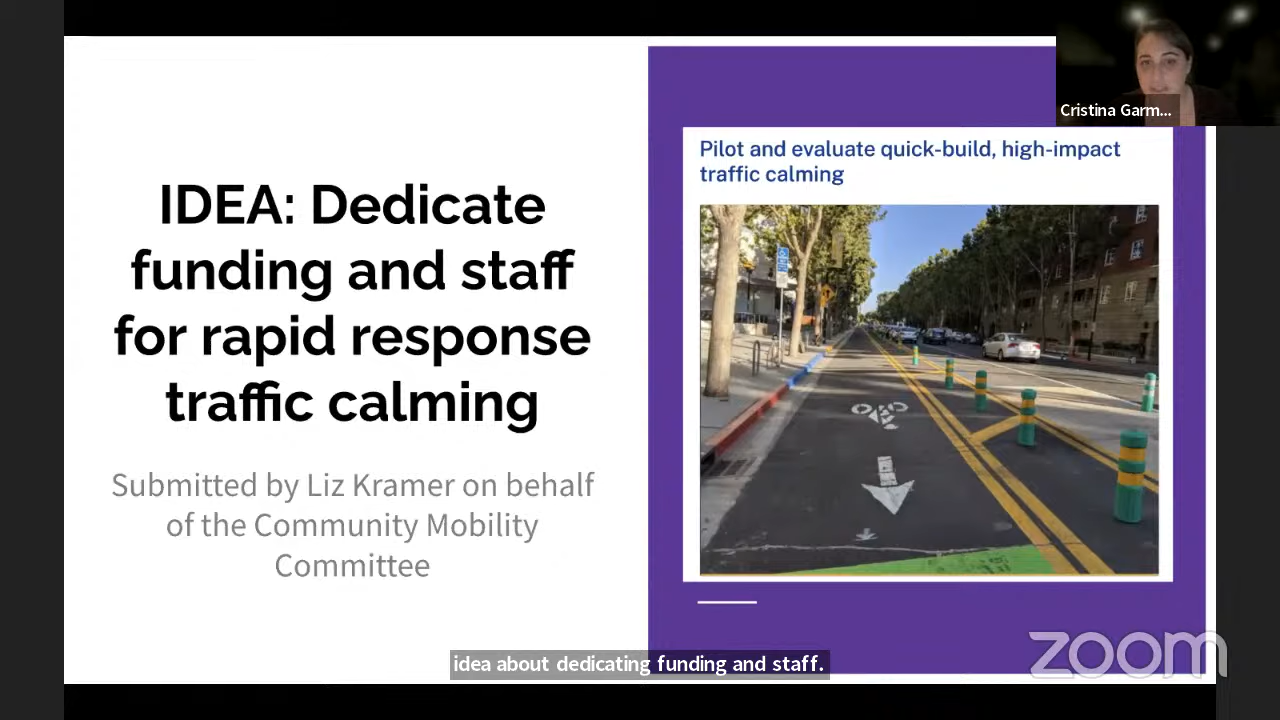 Cristina Garm...
IDEA: Dedicate
funding and staff
for rapid response
traffic calming
Submitted by Liz Kramer on behalf
of the Community Mobility
Committee
Pilot and evaluate quick-build, high-impact
traffic calming
idea about dedicating funding and staff.
zoom